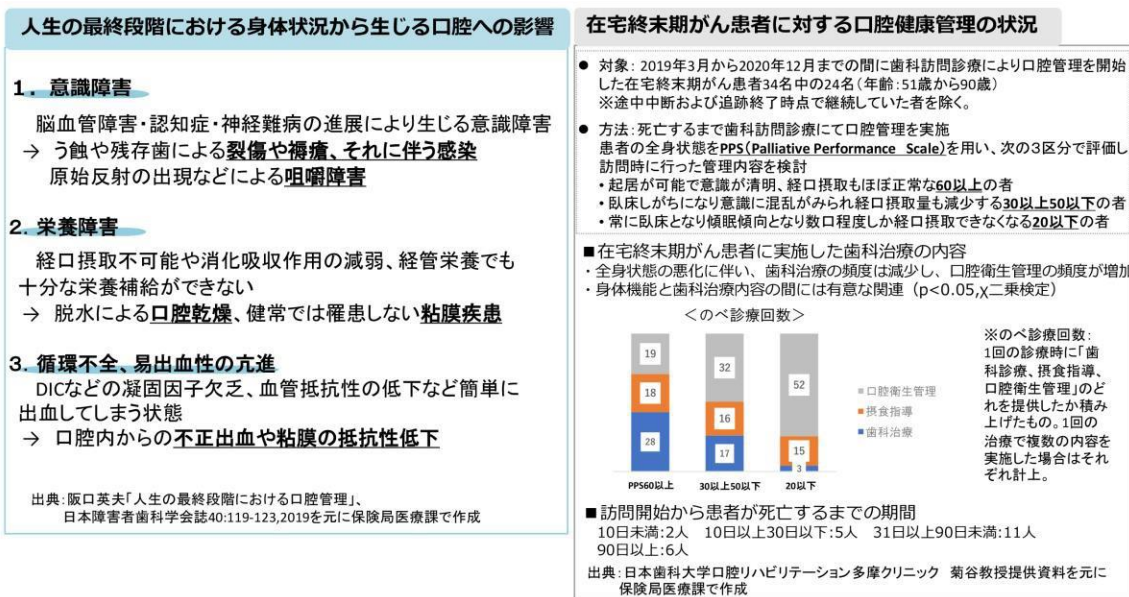 人生の最終段階における身体状況から生じる口腔への影響
1. 意識障害
脳血管障害・認知症・神経難病の進展により生じる意識障害
→ う蝕や残存歯による裂傷や褥瘡、それに伴う感染
原始反射の出現などによる咀嚼障害
2. 栄養障害
経口摂取不可能や消化吸収作用の減弱、経管栄養でも
十分な栄養補給ができない
→ 脱水による口腔乾燥、健常では罹患しない粘膜疾患
3. 循環不全、易出血性の亢進
DICなどの凝固因子欠乏、血管抵抗性の低下など簡単に
出血してしまう状態
→ 口腔内からの不正出血や粘膜の抵抗性低下
出典:阪口英夫「人生の最終段階における口腔管理」、
日本障害者歯科学会誌40:119-123,2019を元に保険局医療課で作成
在宅終末期がん患者に対する口腔健康管理の状況
● 対象: 2019年3月から2020年12月までの間に歯科訪問診療により口腔管理を開始
した在宅終末期がん患者34名中の24名(年齢:51歳から90歳)
※途中中断および追跡終了時点で継続していた者を除く。
● 方法:死亡するまで歯科訪問診療にて口腔管理を実施
患者の全身状態をPPS(Palliative Performance Scale)を用い、次の3区分で評価し
訪問時に行った管理内容を検討
・起居が可能で意識が清明、経口摂取もほぼ正常な60以上の者
・臥床しがちになり意識に混乱がみられ経口摂取量も減少する30以上50以下の者
・常に臥床となり傾眠傾向となり数口程度しか経口摂取できなくなる20以下の者
■在宅終末期がん患者に実施した歯科治療の内容
・全身状態の悪化に伴い、歯科治療の頻度は減少し、口腔衛生管理の頻度が増加
・身体機能と歯科治療内容の間には有意な関連(p<0.05,χ二乗検定)
<のべ診療回数>
19
18
28
32
16
17
52
15
3
PPS60以上
30以上50以下
20以下
■口腔衛生管理
■摂食指導
■歯科治療
※のべ診療回数:
1回の診療時に「歯
科診療、摂食指導、
口腔衛生管理」のど
れを提供したか積み
上げたもの。1回の
治療で複数の内容を
実施した場合はそれ
ぞれ計上。
■訪問開始から患者が死亡するまでの期間
10日未満:2人 10日以上30日以下:5人 31日以上90日未満:11人
90日以上:6人
出典:日本歯科大学口腔リハビリテーション多摩クリニック 菊谷教授提供資料を元に
保険局医療課で作成